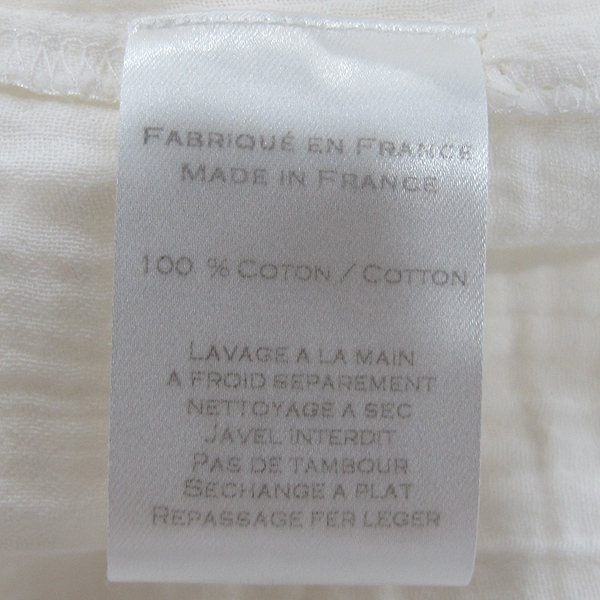 FABRIQUÉ EN FRANCE
MADE IN FRANCE
100 % COTON / COTTON
LAVAGE A LA MAIN
A FROID SEPAREMENT
NETTOYAGE A SEC
JAVEL INTERDIT
PAS DE TAMBOUR
SECHANGE A PLAT
REPASSAGE FER LEGER